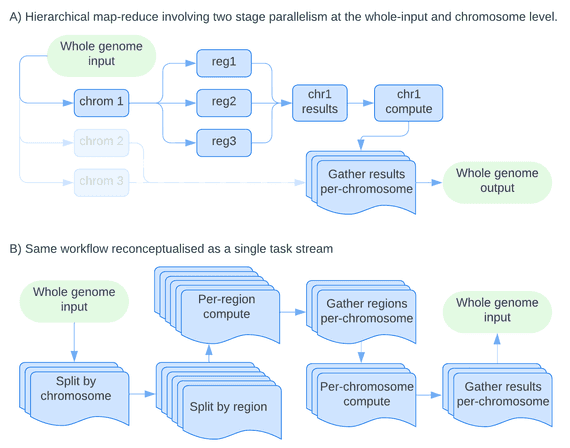 A) Hierarchical map-reduce involving two stage parallelism at the whole-input and chromosome level.
Whole genome
input
reg1
chrom 1
reg2
chr1
results
chr1
compute
chrom 2
reg3
chrom 3
Gather results
per-chromosome
Whole genome
output
B) Same workflow reconceptualised as a single task stream
Whole genome
input
Per-region
compute
Gather regions
per-chromosome
Whole genome
input
Split by
chromosome
Split by region
Per-chromosome
compute
Gather results
per-chromosome